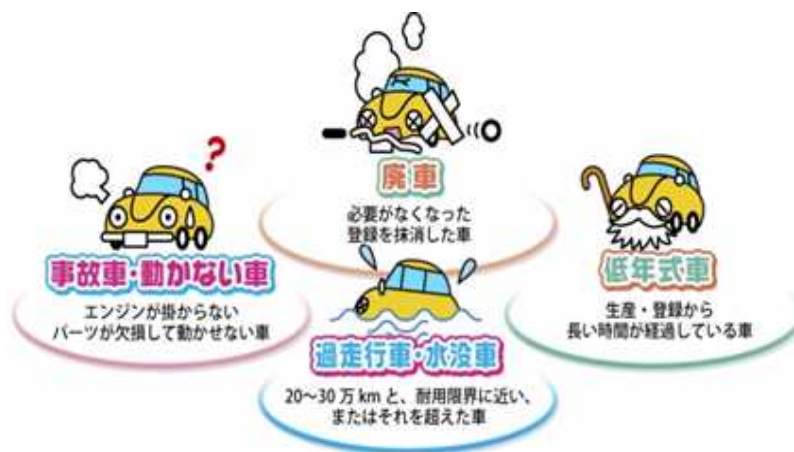 廃車
必要がなくなった
登録を抹消した車
?
事故車・動かない車
エンジンが掛からない
パーツが欠損して動かせない車
低年式車
生産・登録から
長い時間が経過している車
過走行車・水没車
20〜30万kmと、耐用限界に近い、
またはそれを超えた車